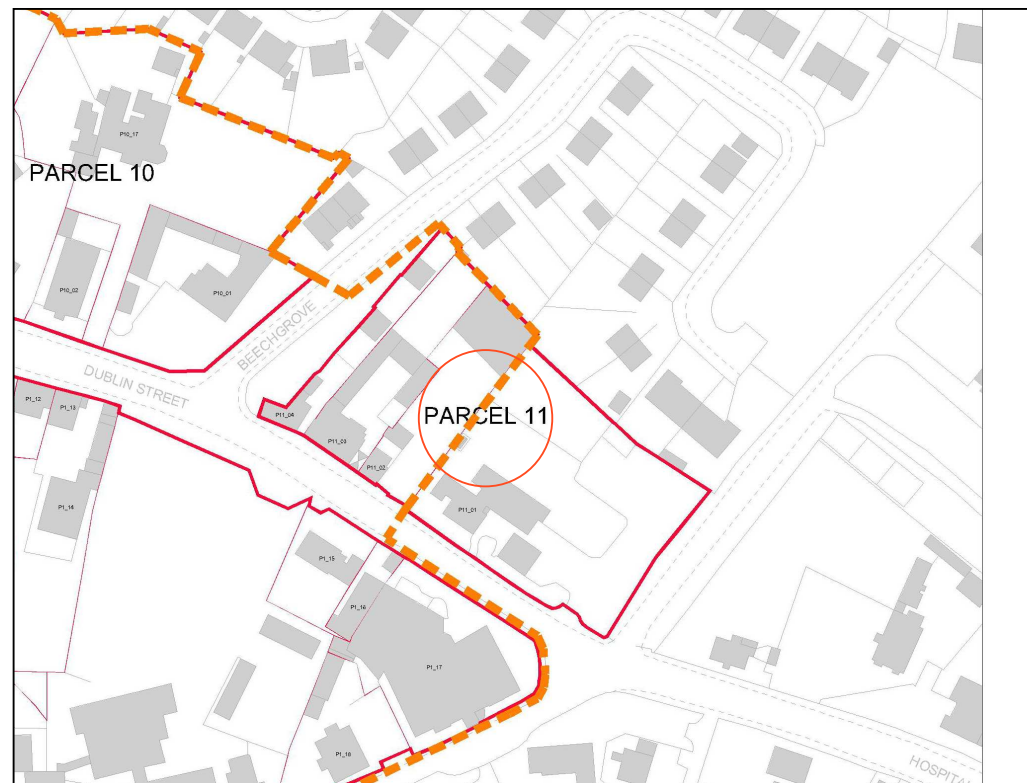 P10_17
PARCEL 10
P10_02
P10_01
BEECHGROVE
DUBLIN STREET
P1_12
P1_13
P11_04
PARCEL 11
P11_03
P11_02
P1_14
P11_01
P1_15
P1_16
P1_17
P1_18
HOSPITAL